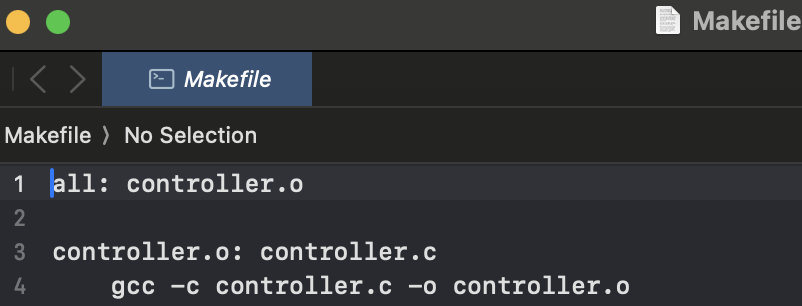 Makefile
Makefile
Makefile 〉 No Selection
1 all: controller.o
2
3 controller.o: controller.c
4     gcc -c controller.c -o controller.o